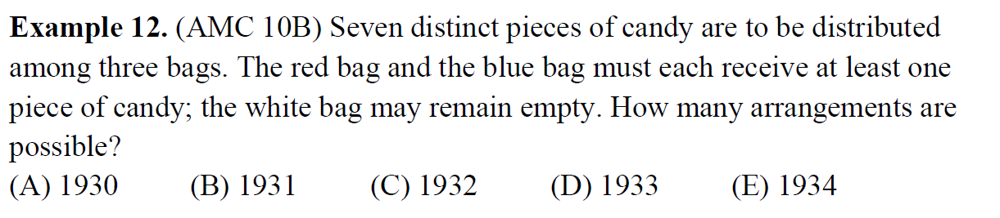 Example 12. (AMC 10B) Seven distinct pieces of candy are to be distributed
among three bags. The red bag and the blue bag must each receive at least one
piece of candy; the white bag may remain empty. How many arrangements are
possible?
(A) 1930 (B) 1931 (C) 1932 (D) 1933 (E) 1934